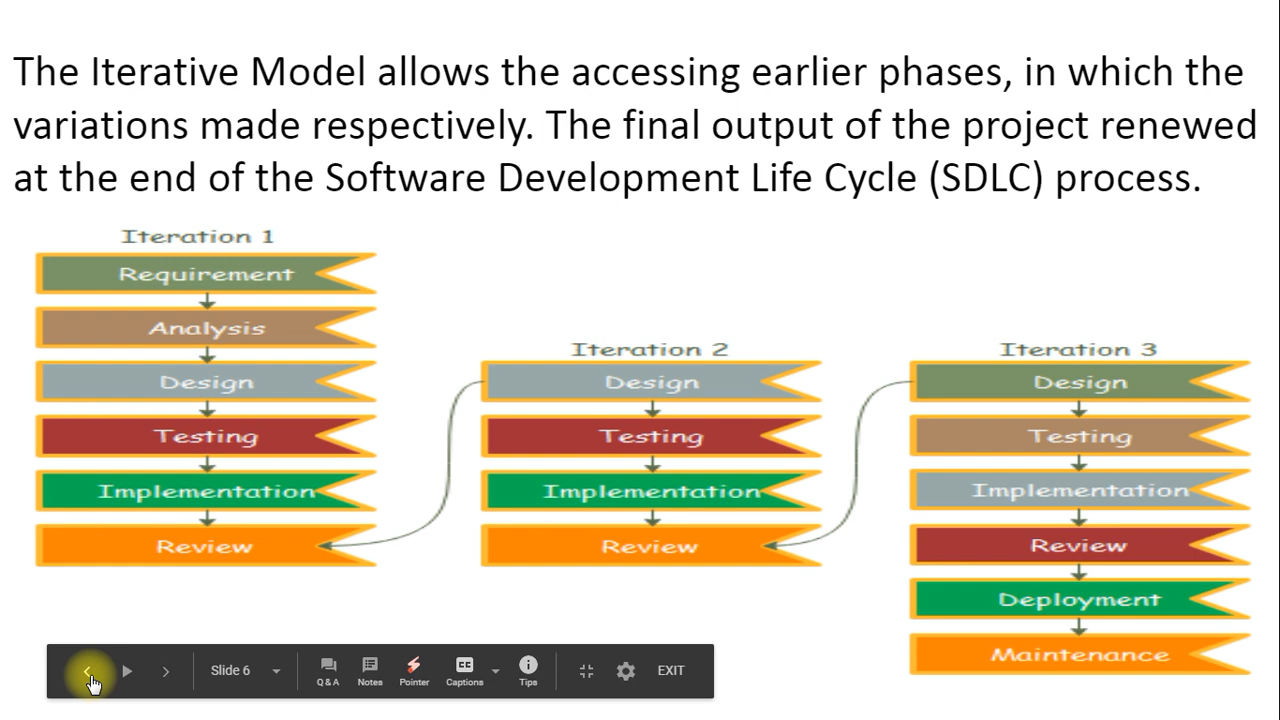 The Iterative Model allows the accessing earlier phases, in which the
variations made respectively. The final output of the project renewed
at the end of the Software Development Life Cycle (SDLC) process.
Iteration 1
Requirement
Analysis
Design
Testing
Implementation
Review
Iteration 2
Design
Testing
Implementation
Review
Iteration 3
Design
Testing
Implementation
Review
Deployment
Maintenance
Slide 6
Q & A
Notes
Pointer
CC
Captions
Tips
EXIT